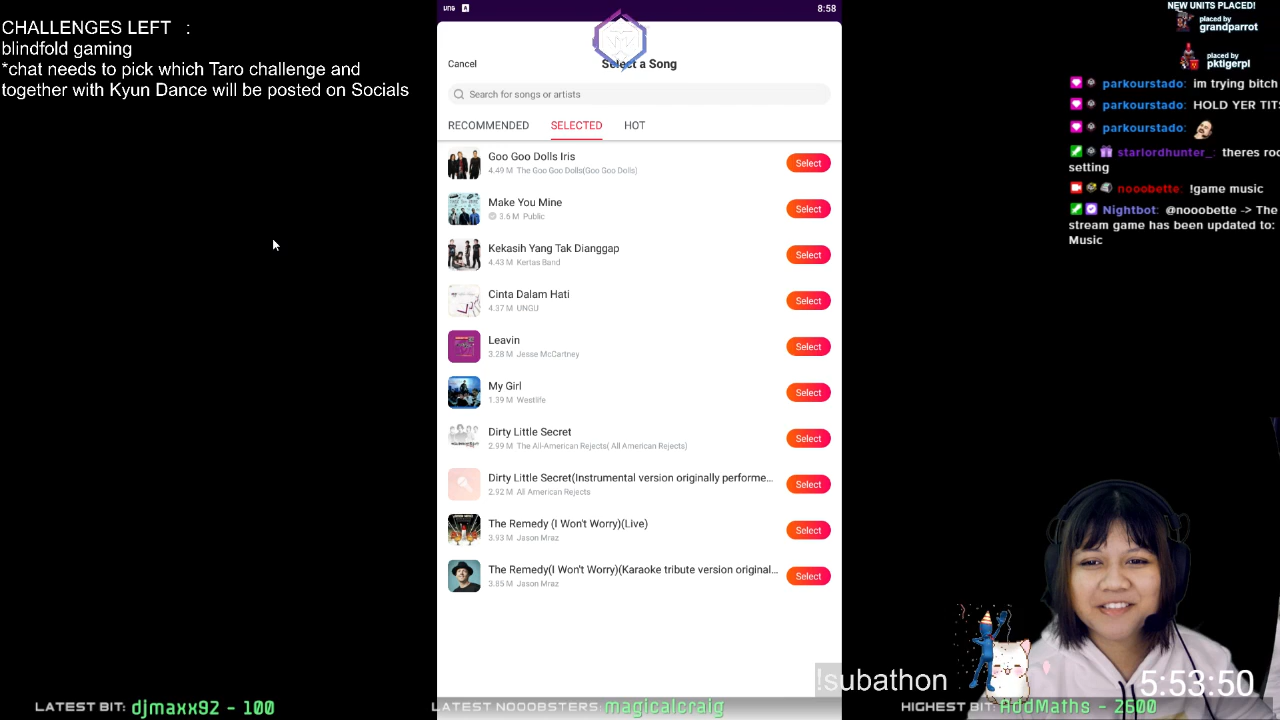 CHALLENGES LEFT :
blindfold gaming
*chat needs to pick which Taro challenge and
together with Kyun Dance will be posted on Socials
8:58
Cancel
Select a Song
Search for songs or artists
RECOMMENDED SELECTED HOT
Goo Goo Dolls Iris
4.49 M The Goo Goo Dolls(Goo Goo Dolls)
Select
Make You Mine
3.6 M Public
Select
Kekasih Yang Tak Dianggap
4.43 M Kertas Band
Select
Cinta Dalam Hati
4.37 M UNGU
Select
Leavin
3.28 M Jesse McCartney
Select
My Girl
1.39 M Westlife
Select
Dirty Little Secret
2.99 M The All-American Rejects( All American Rejects)
Select
Dirty Little Secret(Instrumental version originally performe...
2.92 M All American Rejects
Select
The Remedy (I Won't Worry)(Live)
3.93 M Jason Mraz
Select
The Remedy(I Won't Worry)(Karaoke tribute version original...
3.85 M Jason Mraz
Select
NEW UNITS PLACED!
placed by
grandparrot
placed by
pktigerpl
parkourstado: im trying bitch
parkourstado: HOLD YER TITS
parkourstado:
starlordhunter_: theres
setting
nooobette: !game music
Nightbot: @nooobette -> The
stream game has been updated to:
Music
!subathon
5:53:50
LATEST BIT: djmaxx92 - 100
LATEST NOOOBSTERS: magicalcraig
HIGHEST BIT: AddMaths - 2600